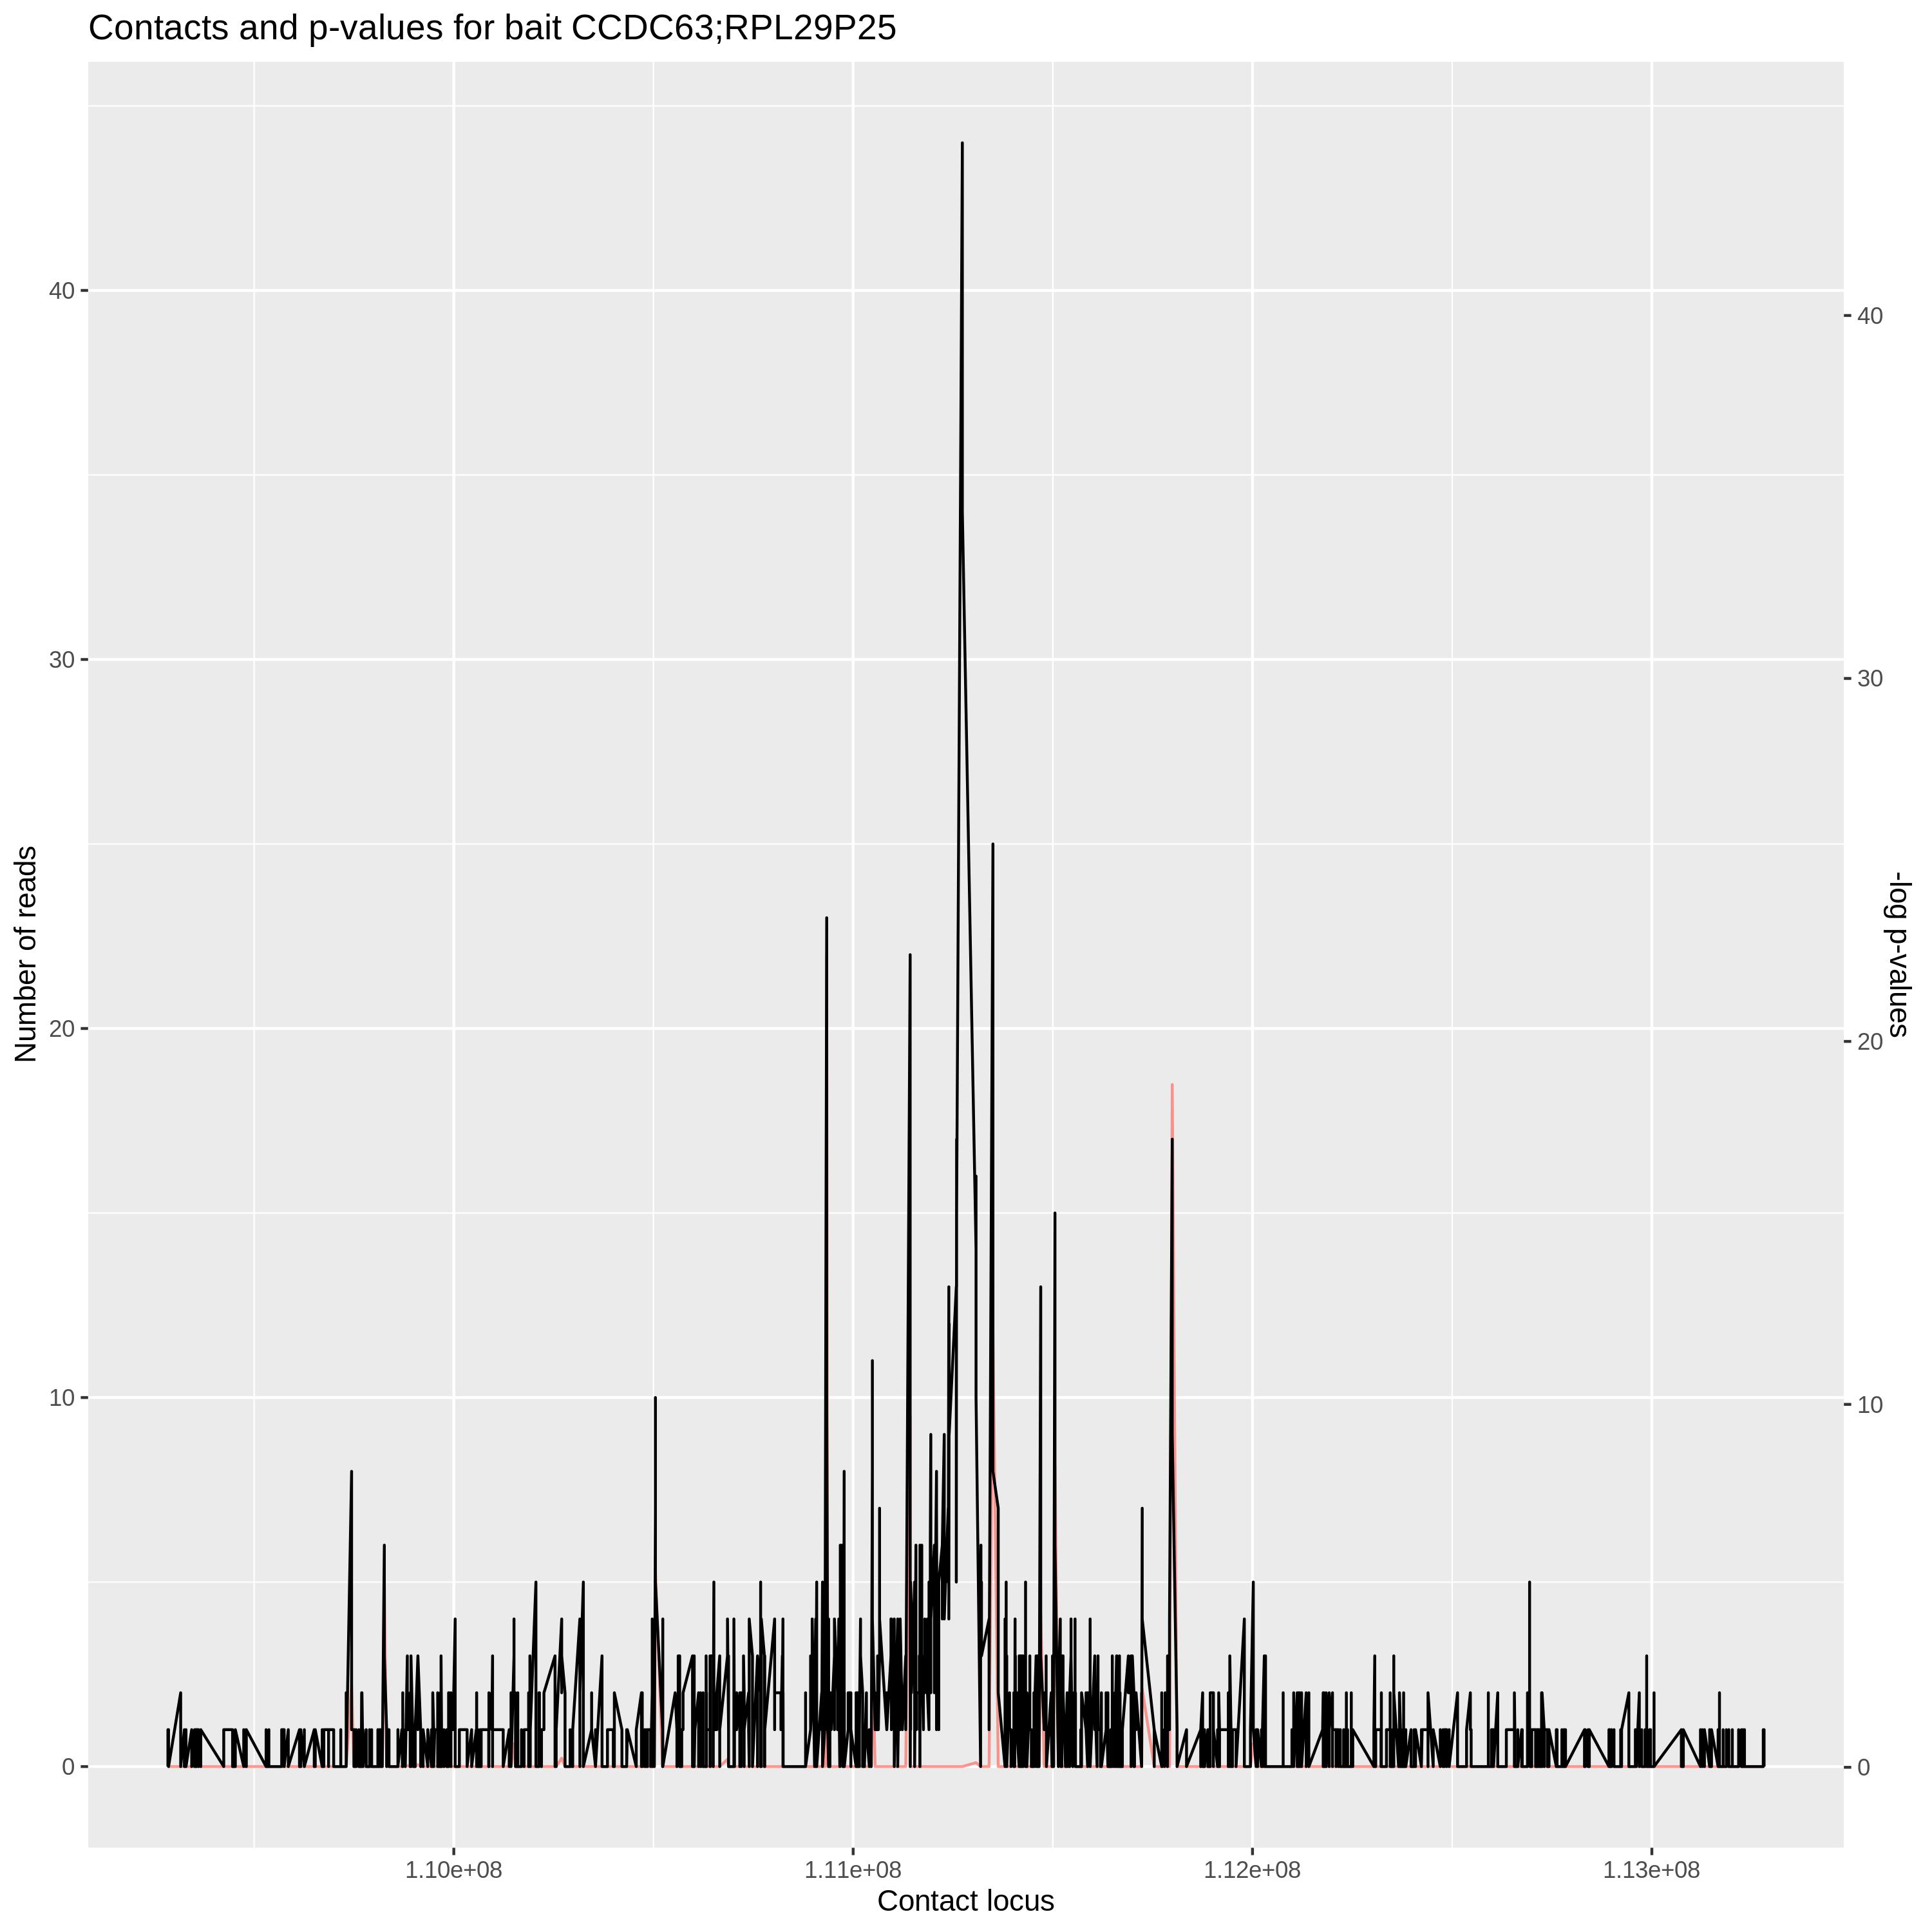 Contacts and p-values for bait CCDC63;RPL29P25
Number of reads
40
30
20
10
0
40
30
20
10
0
-log p-values
1.10e+08
1.11e+08
1.12e+08
1.13e+08
Contact locus